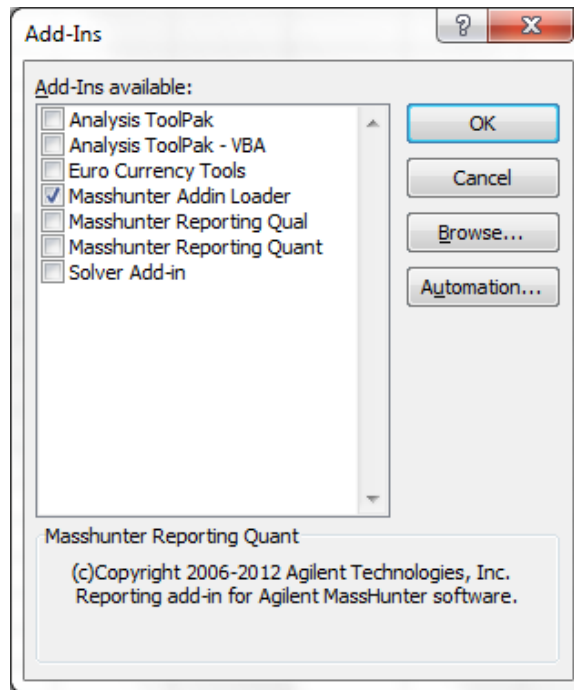 Add-Ins
Add-Ins available:
Analysis ToolPak
Analysis ToolPak - VBA
Euro Currency Tools
Masshunter Addin Loader
Masshunter Reporting Qual
Masshunter Reporting Quant
Solver Add-in
OK
Cancel
Browse...
Automation...
Masshunter Reporting Quant
(c)Copyright 2006-2012 Agilent Technologies, Inc.
Reporting add-in for Agilent MassHunter software.